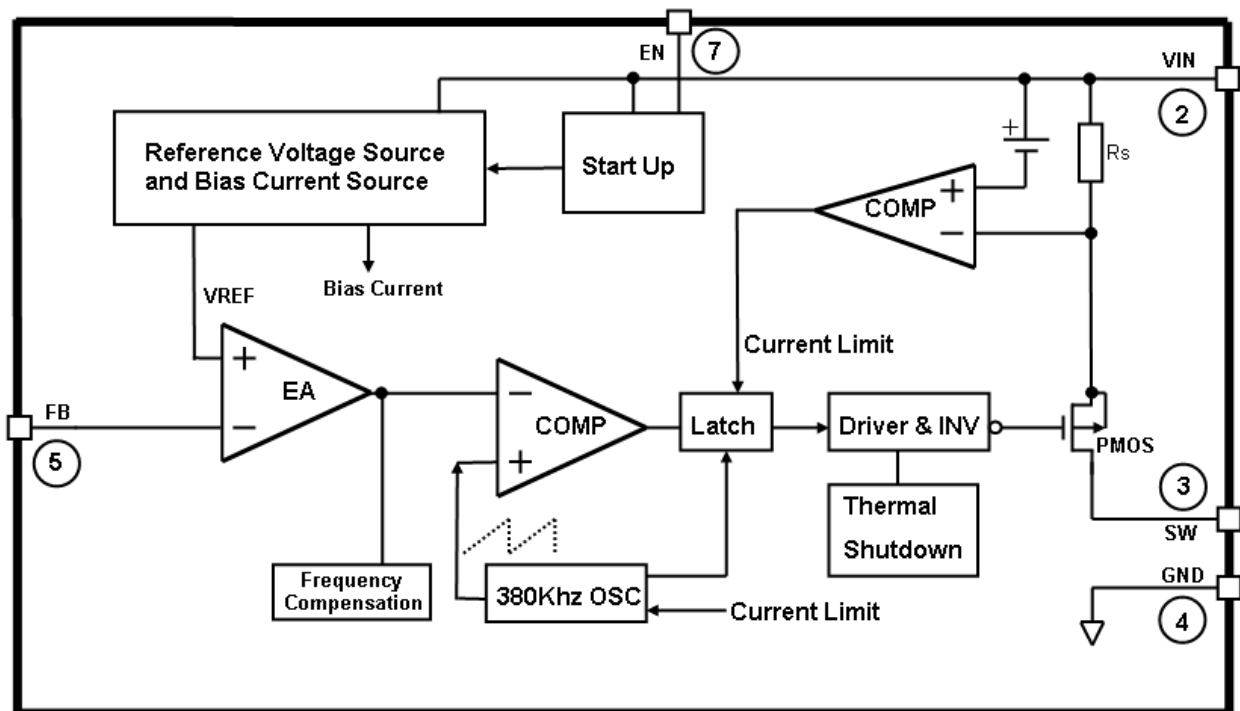 EN
7
VIN
2
Reference Voltage Source
and Bias Current Source
Start Up
+
Rs
COMP
+
−
VREF
Bias Current
Current Limit
FB
5
+
EA
−
−
COMP
+
Latch
Driver & INV
PMOS
Thermal
Shutdown
3
SW
Frequency
Compensation
380Khz OSC
Current Limit
GND
4